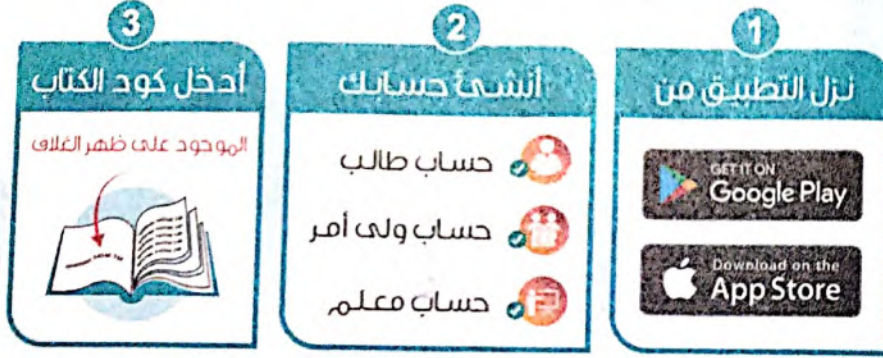 1
نزل التطبيق من
GET IT ON
Google Play
Download on the
App Store
2
أنشئ حسابك
حساب طالب
حساب ولى أمر
حساب معلم
3
أدخل كود الكتاب
الموجود على ظهر الغلاف